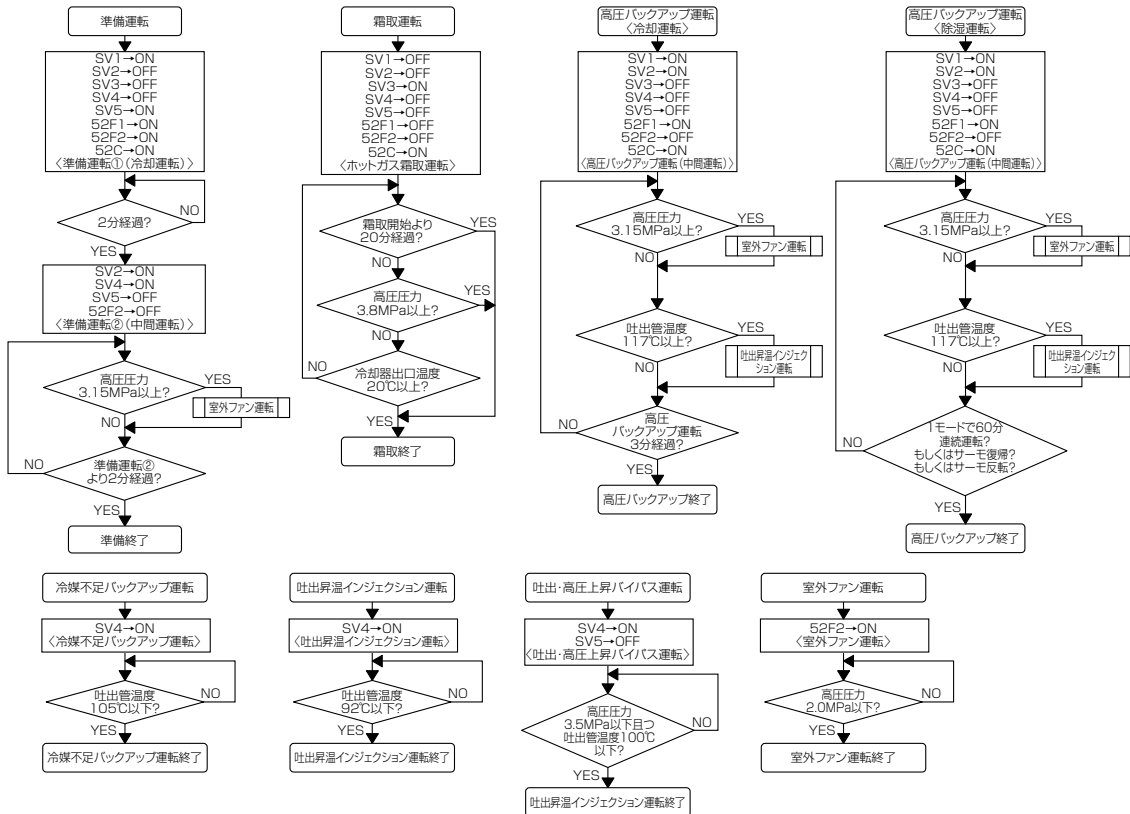 準備運転
SV1→ON
SV2→OFF
SV3→OFF
SV4→OFF
SV5→ON
52F1→ON
52F2→ON
52C→ON
〈準備運転①(冷却運転)〉
2分経過?
NO
YES
SV2→ON
SV4→ON
SV5→OFF
52F2→OFF
〈準備運転②(中間運転)〉
高圧圧力
3.15MPa以上?
YES
室外ファン運転
NO
準備運転②
より2分経過?
NO
YES
準備終了
霜取運転
SV1→OFF
SV2→OFF
SV3→ON
SV4→OFF
SV5→OFF
52F1→OFF
52F2→OFF
52C→ON
〈ホットガス霜取運転〉
霜取開始より
20分経過?
YES
NO
高圧圧力
3.8MPa以上?
YES
NO
冷却器出口温度
20℃以上?
NO
YES
霜取終了
高圧バックアップ運転
〈冷却運転〉
SV1→ON
SV2→ON
SV3→OFF
SV4→OFF
SV5→OFF
52F1→ON
52F2→OFF
52C→ON
〈高圧バックアップ運転(中間運転)〉
高圧圧力
3.15MPa以上?
YES
室外ファン運転
NO
吐出管温度
117℃以上?
YES
吐出昇温インジェク
ション運転
NO
高圧
バックアップ運転
3分経過?
NO
YES
高圧バックアップ終了
高圧バックアップ運転
〈除湿運転〉
SV1→ON
SV2→ON
SV3→OFF
SV4→OFF
SV5→OFF
52F1→ON
52F2→OFF
52C→ON
〈高圧バックアップ運転(中間運転)〉
高圧圧力
3.15MPa以上?
YES
室外ファン運転
NO
吐出管温度
117℃以上?
YES
吐出昇温インジェク
ション運転
NO
1モードで60分
連続運転?
もしくはサーモ復帰?
もしくはサーモ反転?
NO
YES
高圧バックアップ終了
冷媒不足バックアップ運転
SV4→ON
〈冷媒不足バックアップ運転〉
吐出管温度
105℃以下?
NO
YES
冷媒不足バックアップ運転終了
吐出昇温インジェクション運転
SV4→ON
〈吐出昇温インジェクション運転〉
吐出管温度
92℃以下?
NO
YES
吐出昇温インジェクション運転終了
吐出・高圧上昇バイパス運転
SV4→ON
SV5→OFF
〈吐出・高圧上昇バイパス運転〉
高圧圧力
3.5MPa以下且つ
吐出管温度100℃
以下?
NO
YES
吐出昇温インジェクション運転終了
室外ファン運転
52F2→ON
〈室外ファン運転〉
高圧圧力
2.0MPa以下?
NO
YES
室外ファン運転終了